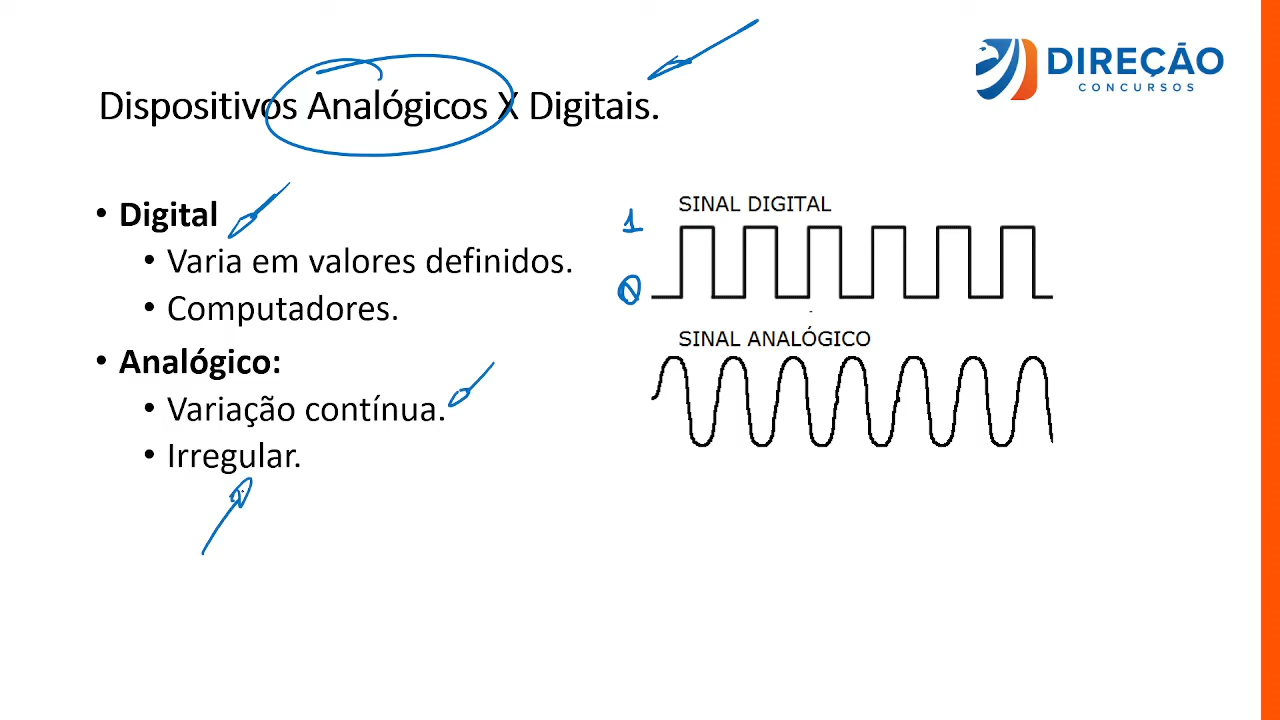 DIREÇÃO
CONCURSOS
Dispositivos Analógicos X Digitais.
• Digital
• Varia em valores definidos.
• Computadores.
• Analógico:
• Variação contínua.
• Irregular.
SINAL DIGITAL
1
0
SINAL ANALÓGICO